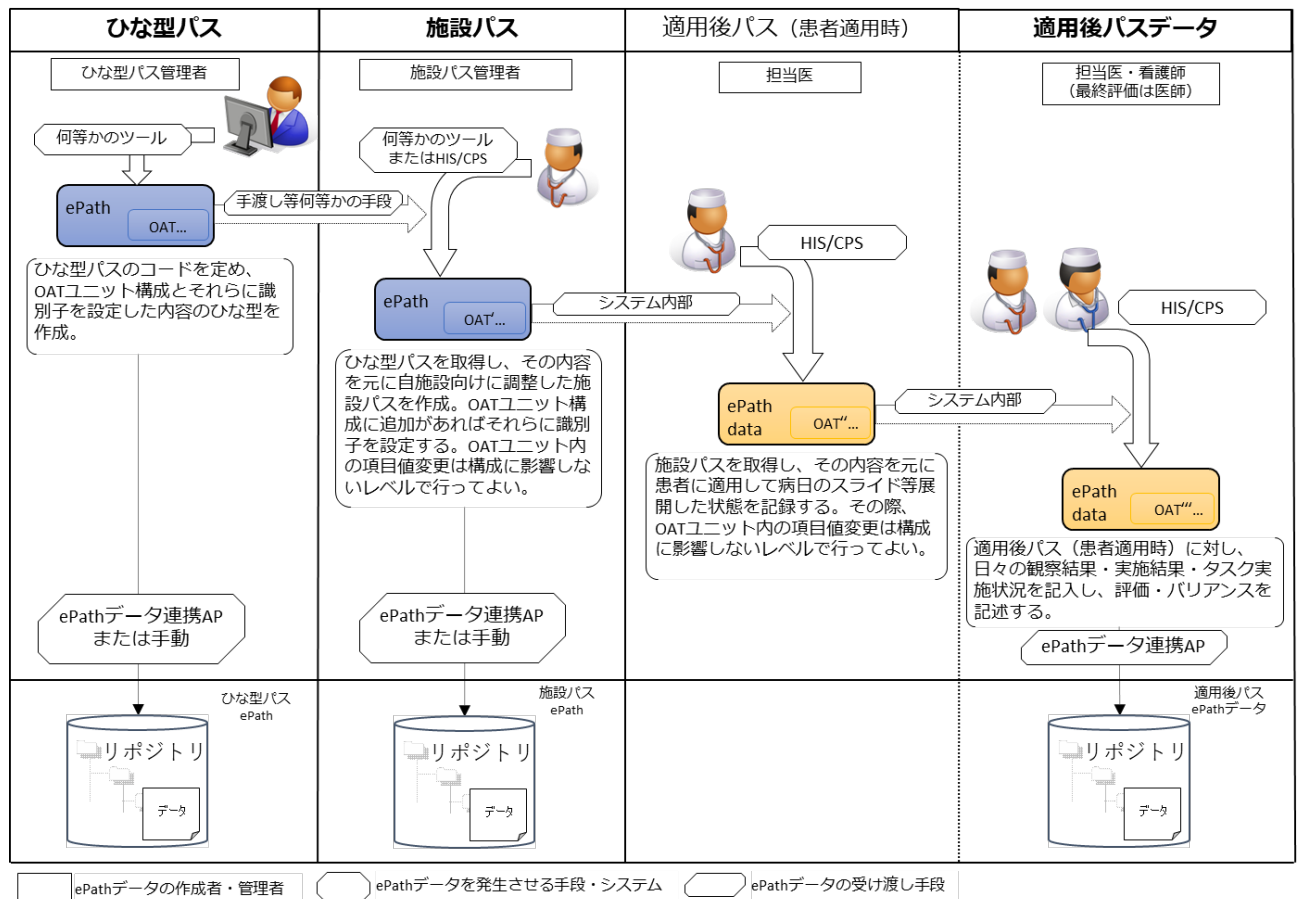 ひな型パス
施設パス
適用後パス（患者適用時）
適用後パスデータ
ひな型パス管理者
施設パス管理者
担当医
担当医・看護師
（最終評価は医師）
何等かのツール
何等かのツール
またはHIS/CPS
HIS/CPS
HIS/CPS
ePath
OAT...
手渡し等何等かの手段
ひな型パスのコードを定め、
OATユニット構成とそれらに識
別子を設定した内容のひな型を
作成。
ePath
OAT'...
システム内部
ひな型パスを取得し、その内容
を元に自施設向けに調整した施
設パスを作成。OATユニット構
成に追加があればそれらに識別
子を設定する。OATユニット内
の項目値変更は構成に影響しな
いレベルで行ってよい。
ePath
data
OAT"...
システム内部
施設パスを取得し、その内容を元に
患者に適用して病日のスライド等展
開した状態を記録する。その際、
OATユニット内の項目値変更は構成
に影響しないレベルで行ってよい。
ePath
data
OAT'''...
適用後パス（患者適用時）に対し、
日々の観察結果・実施結果・タスク実
施状況を記入し、評価・バリアンスを
記述する。
ePathデータ連携AP
または手動
ePathデータ連携AP
または手動
ePathデータ連携AP
ひな型パス
ePath
リポジトリ
データ
施設パス
ePath
リポジトリ
データ
適用後パス
ePathデータ
リポジトリ
データ
ePathデータの作成者・管理者
ePathデータを発生させる手段・システム
ePathデータの受け渡し手段